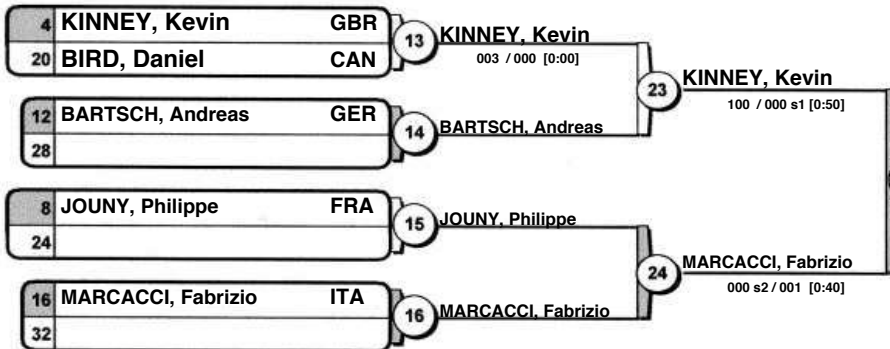 4 KINNEY, Kevin GBR
20 BIRD, Daniel CAN
13
KINNEY, Kevin
003 / 000 [0:00]
12 BARTSCH, Andreas GER
28
14
BARTSCH, Andreas
23
KINNEY, Kevin
100 / 000 s1 [0:50]
8 JOUNY, Philippe FRA
24
15
JOUNY, Philippe
16 MARCACCI, Fabrizio ITA
32
16
MARCACCI, Fabrizio
24
MARCACCI, Fabrizio
000 s2 / 001 [0:40]